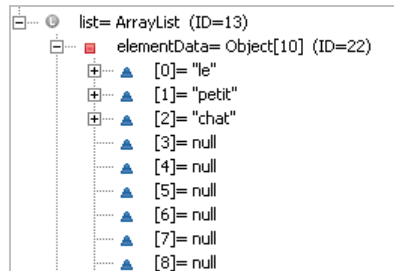 list= ArrayList (ID=13)
elementData= Object[10] (ID=22)
[0]= "le"
[1]= "petit"
[2]= "chat"
[3]= null
[4]= null
[5]= null
[6]= null
[7]= null
[8]= null